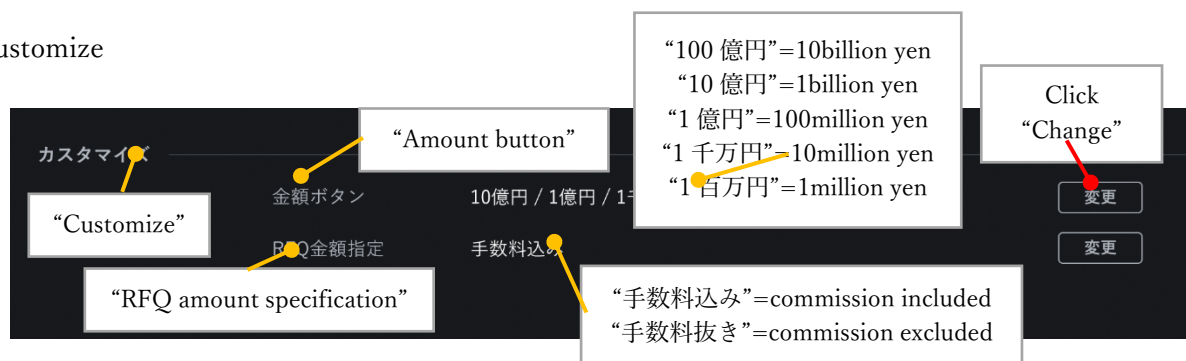 ustomize
“100 億円”=10billion yen
“10 億円”=1billion yen
“1 億円”=100million yen
“1 千万円”=10million yen
“1 百万円”=1million yen
Click
“Change”
“Amount button”
カスタマイズ
金額ボタン
10億円 / 1億円 / 1
変更
“Customize”
RFQ金額指定
手数料込み
変更
“RFQ amount specification”
“手数料込み”=commission included
“手数料抜き”=commission excluded